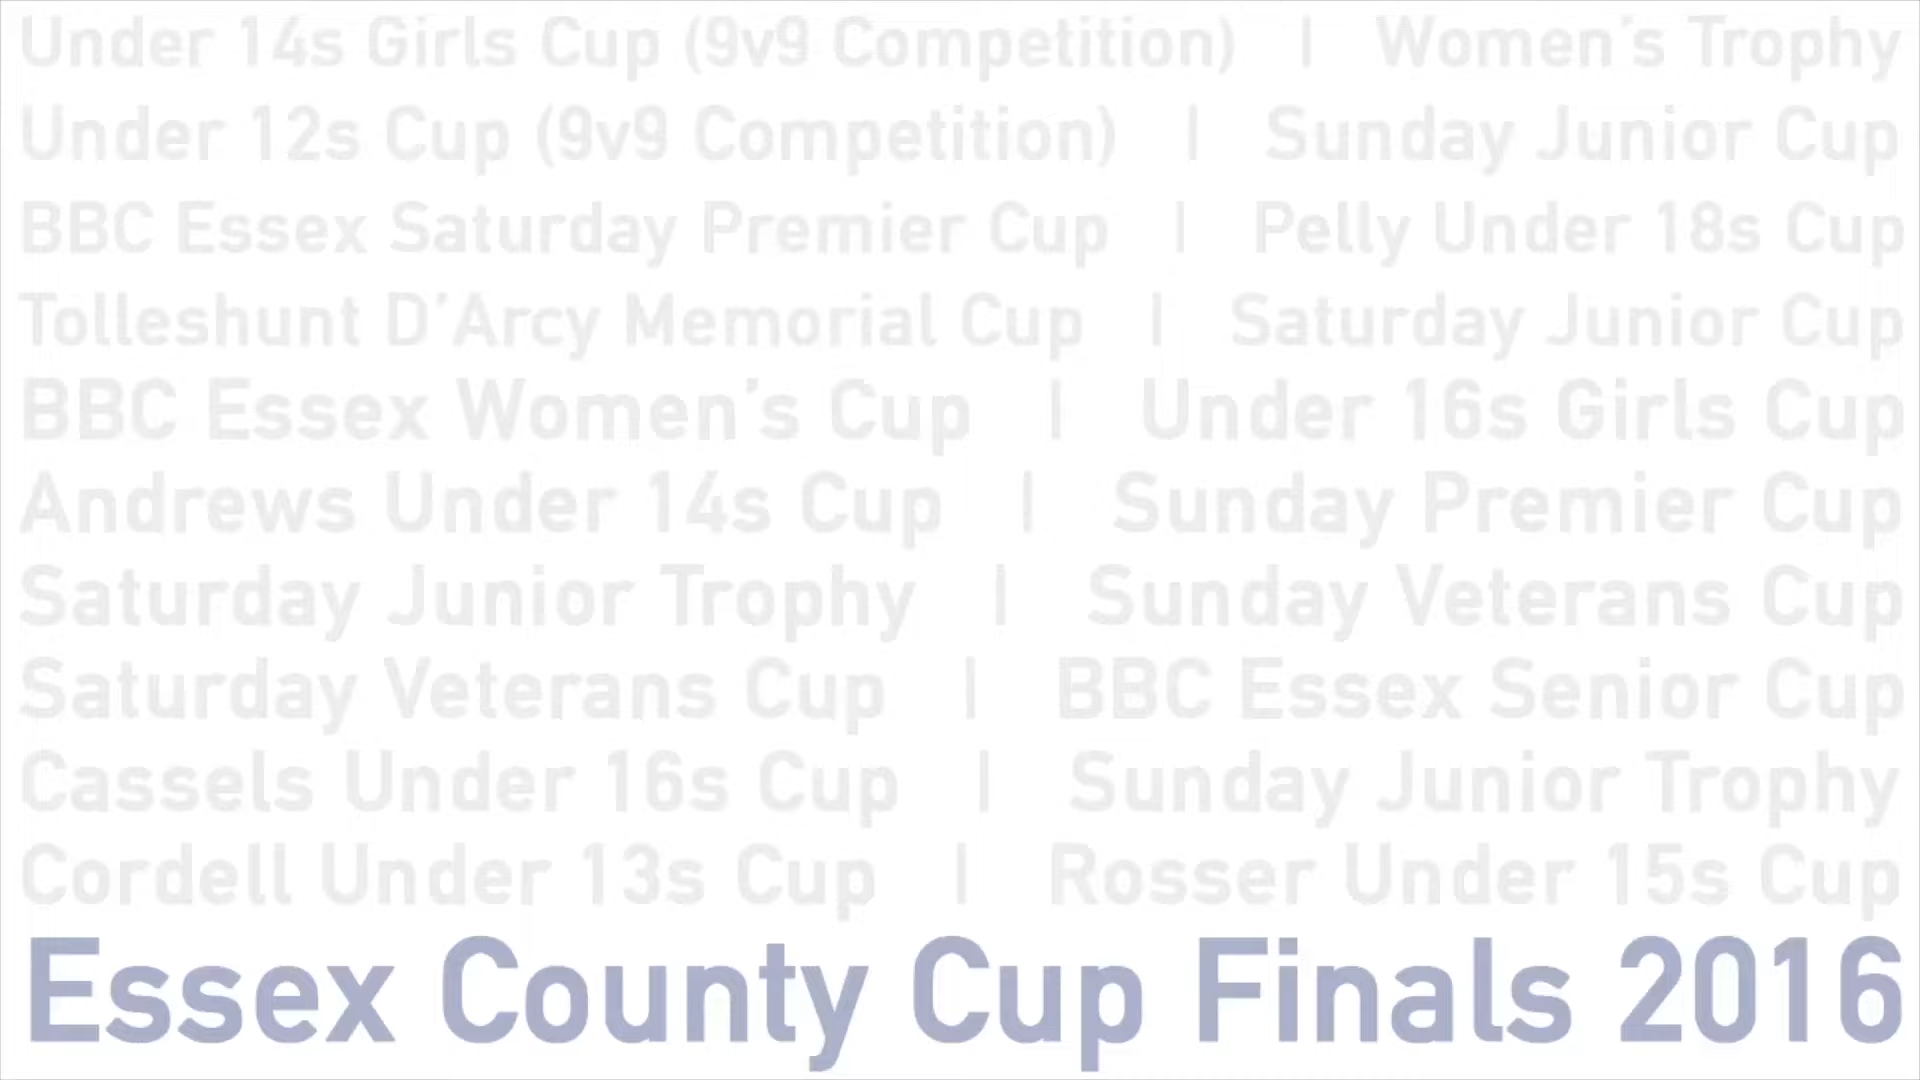 Under 14s Girls Cup (9v9 Competition) | Women's Trophy
Under 12s Cup (9v9 Competition) | Sunday Junior Cup
BBC Essex Saturday Premier Cup | Pelly Under 18s Cup
Tolleshunt D'Arcy Memorial Cup | Saturday Junior Cup
BBC Essex Women's Cup | Under 16s Girls Cup
Andrews Under 14s Cup | Sunday Premier Cup
Saturday Junior Trophy | Sunday Veterans Cup
Saturday Veterans Cup | BBC Essex Senior Cup
Cassels Under 16s Cup | Sunday Junior Trophy
Cordell Under 13s Cup | Rosser Under 15s Cup
Essex County Cup Finals 2016